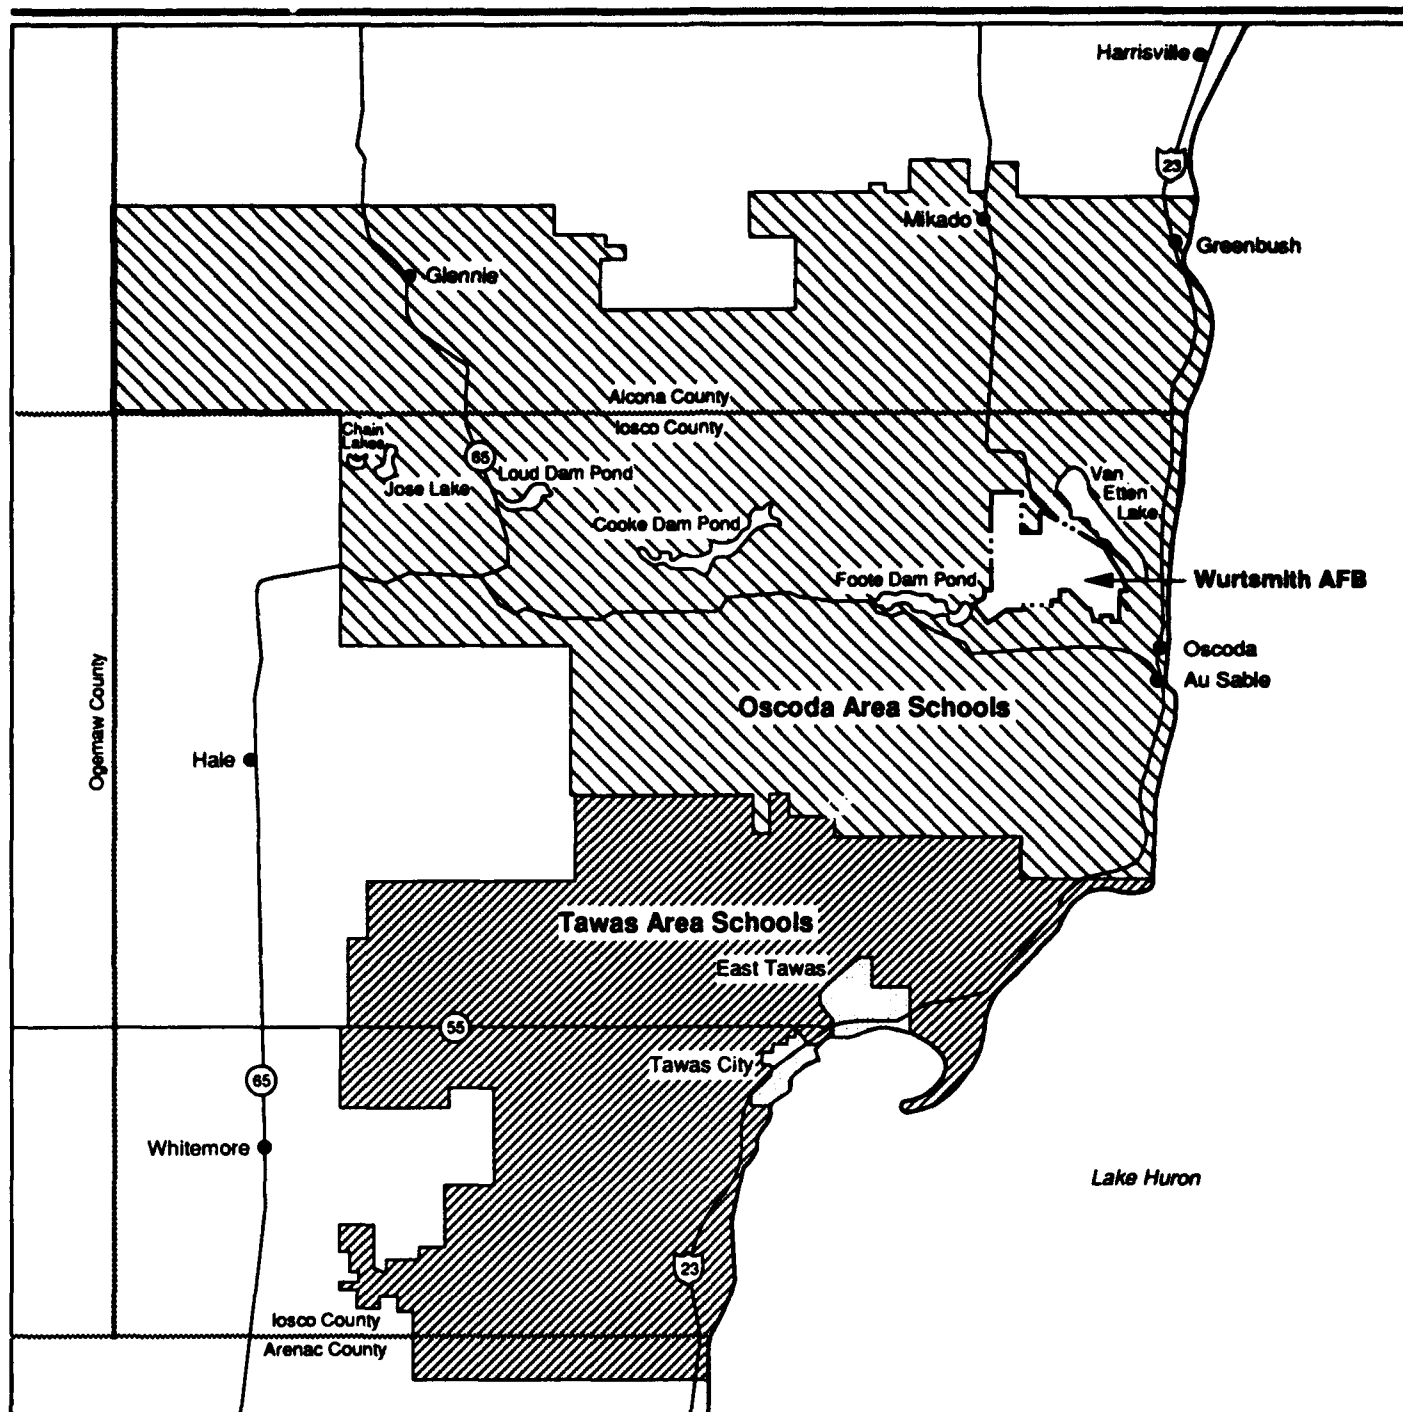 Harrisville
23
Mikado
Greenbush
Glennie
Alcona County
Iosco County
Chain
Lakes
65
Loud Dam Pond
Jose Lake
Van
Etten
Lake
Cooke Dam Pond
Foote Dam Pond
Wurtsmith AFB
Oscoda
Au Sable
Ogemaw County
Oscoda Area Schools
Hale
Tawas Area Schools
East Tawas
55
Tawas City
65
Whitemore
Lake Huron
23
Iosco County
Arenac County